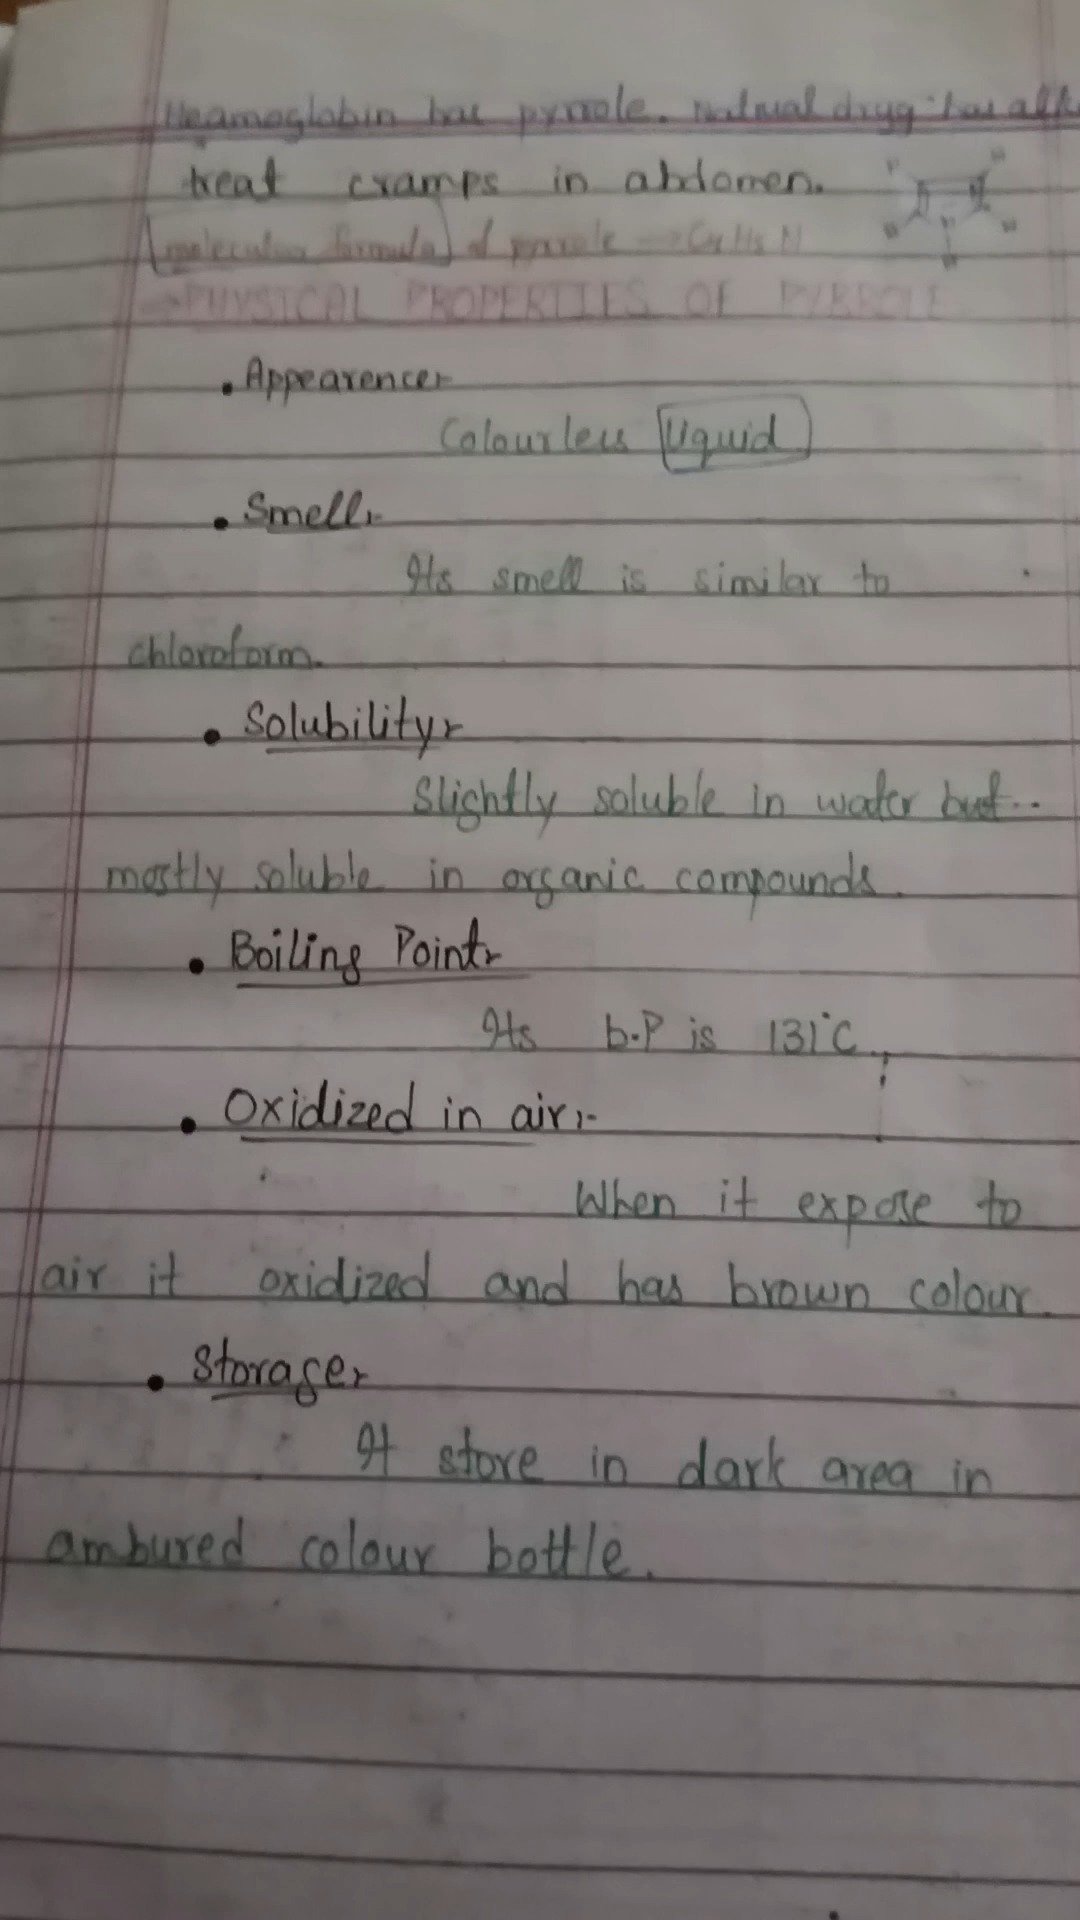 Heamoglobin has pyrrole. Natural drug has alk
treat cramps in abdomen.
molecular formula of pyrrole → C4H5N
→PHYSICAL PROPERTIES OF PYRROLE
• Appearence:-
Colourless liquid
• Smell:-
Its smell is similar to
chloroform.
• Solubility:-
Slightly soluble in water but..
mostly soluble in organic compounds.
• Boiling Point:-
Its b.P is 131°C.
• Oxidized in air:-
When it expose to
air it oxidized and has brown colour.
• Storage:-
It store in dark area in
ambured colour bottle.